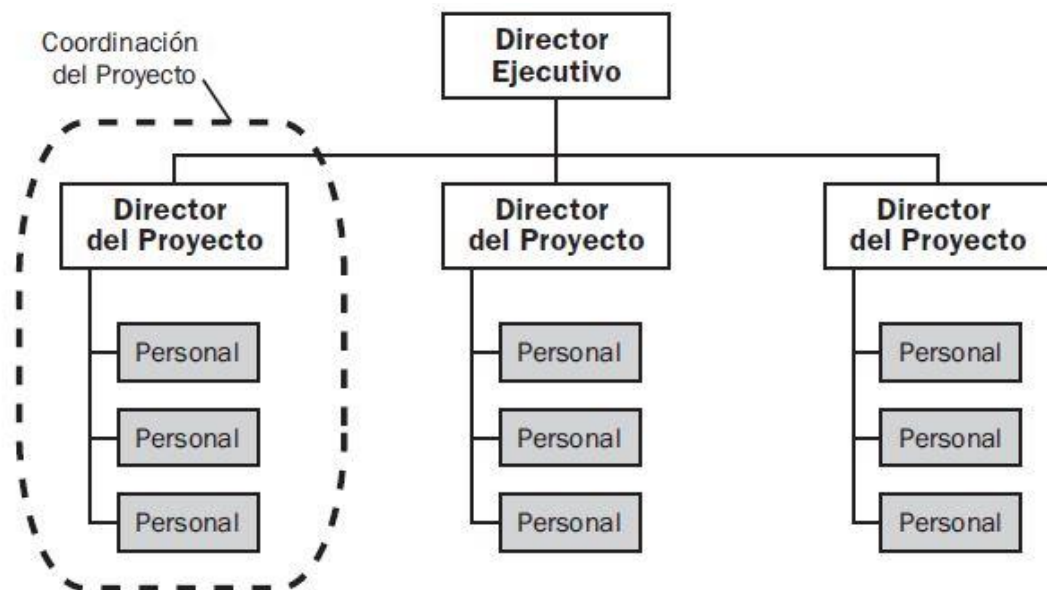 Coordinación
del Proyecto
Director
Ejecutivo
Director
del Proyecto
Director
del Proyecto
Director
del Proyecto
Personal
Personal
Personal
Personal
Personal
Personal
Personal
Personal
Personal